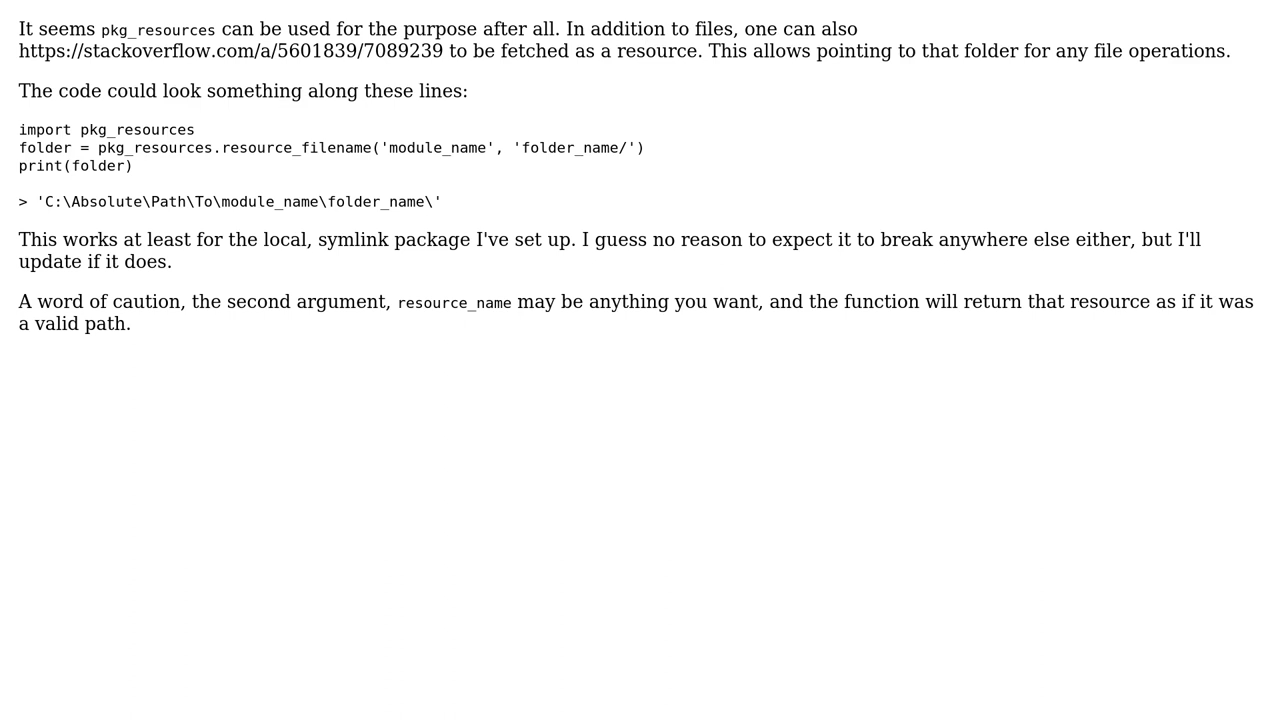 It seems pkg_resources can be used for the purpose after all. In addition to files, one can also
https://stackoverflow.com/a/5601839/7089239 to be fetched as a resource. This allows pointing to that folder for any file operations.
The code could look something along these lines:
import pkg_resources
folder = pkg_resources.resource_filename('module_name', 'folder_name/')
print(folder)
> 'C:\Absolute\Path\To\module_name\folder_name\'
This works at least for the local, symlink package I've set up. I guess no reason to expect it to break anywhere else either, but I'll
update if it does.
A word of caution, the second argument, resource_name may be anything you want, and the function will return that resource as if it was
a valid path.